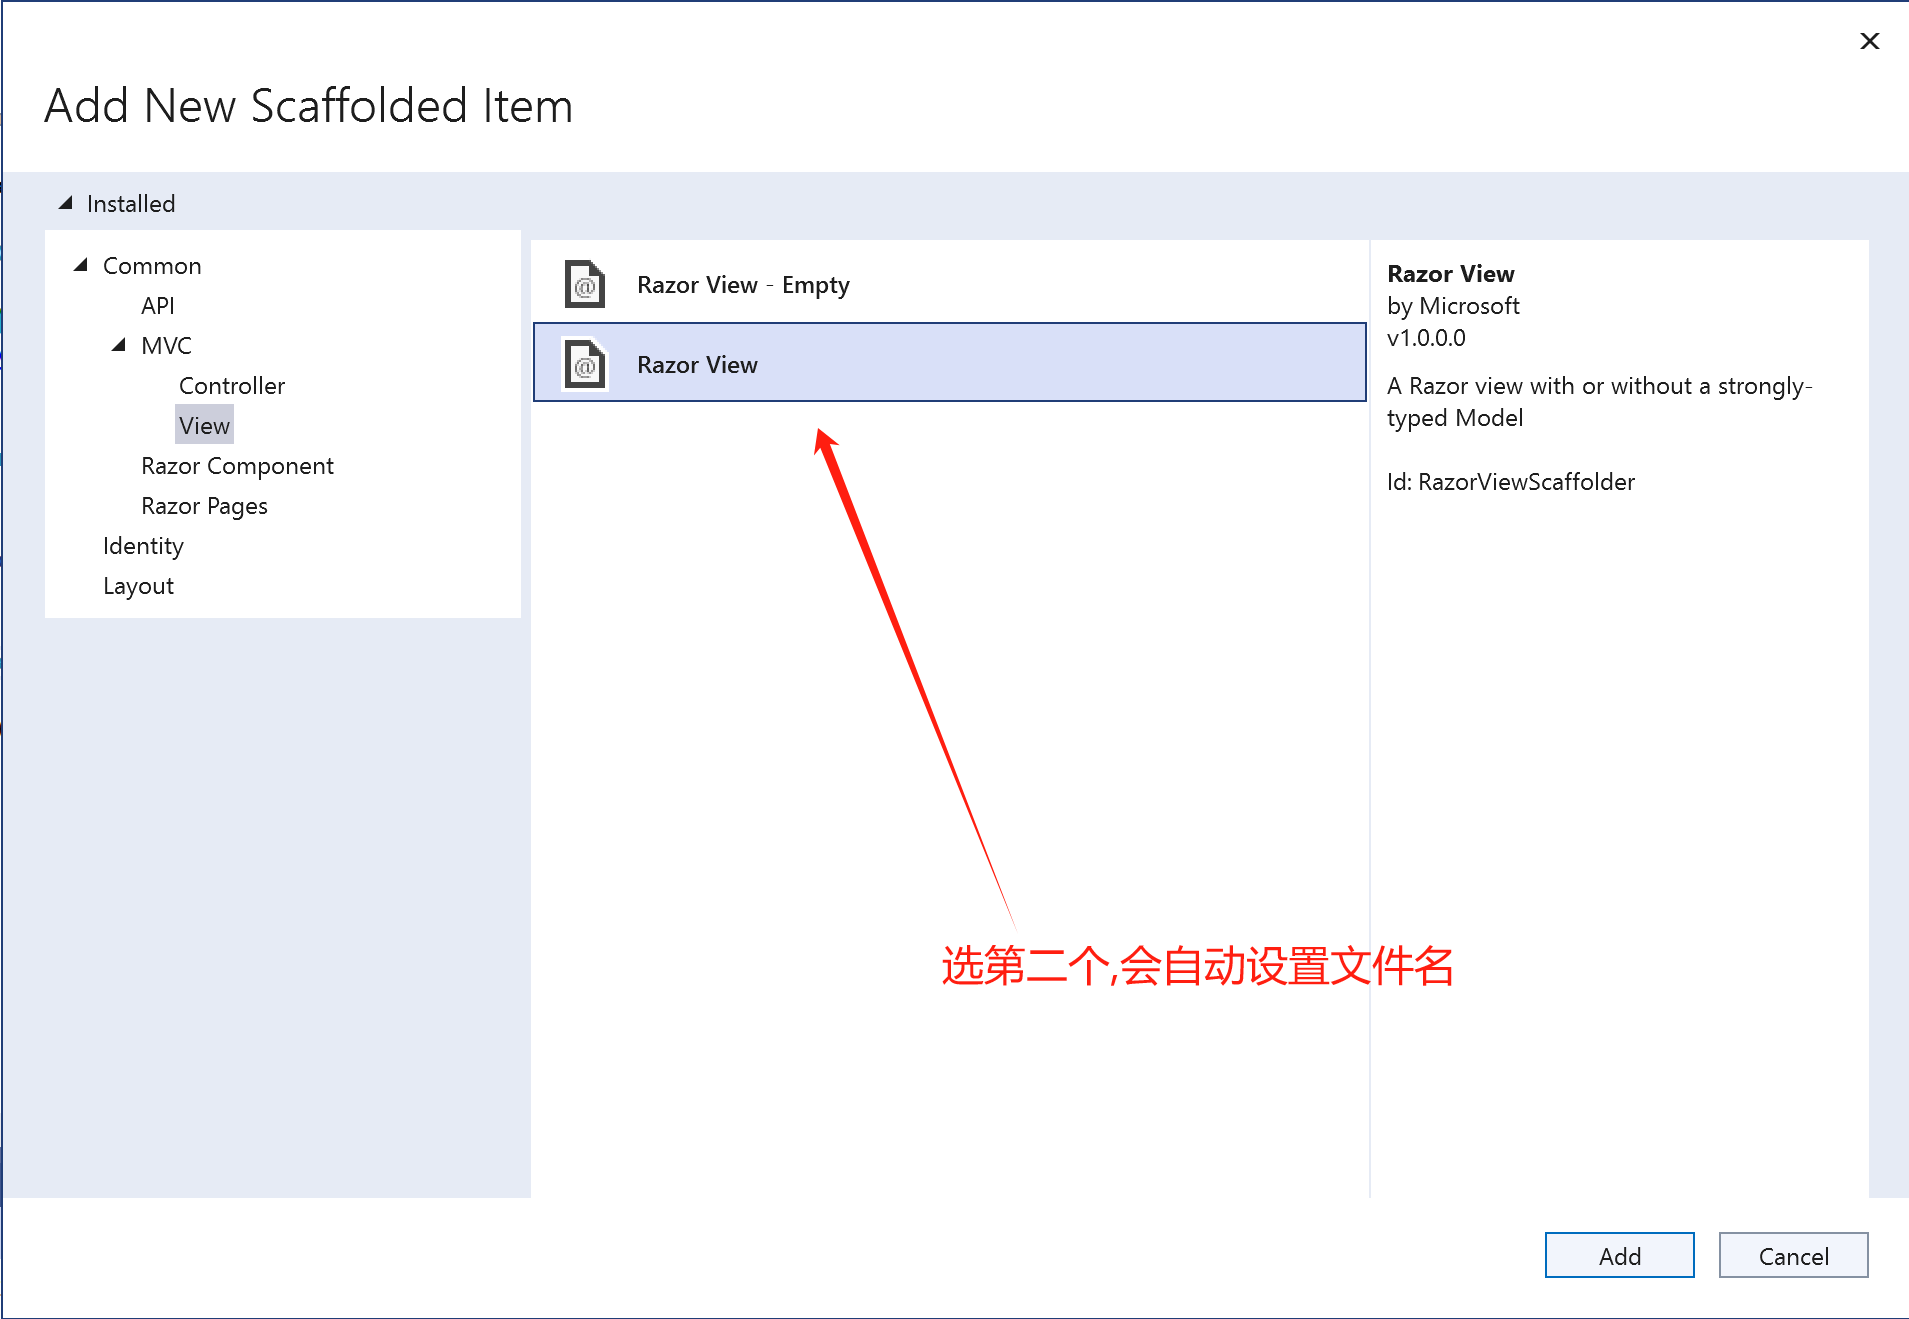 Add New Scaffolded Item
Installed
Common
API
MVC
Controller
View
Razor Component
Razor Pages
Identity
Layout
Razor View - Empty
Razor View
Razor View
by Microsoft
v1.0.0.0
A Razor view with or without a strongly-
typed Model
Id: RazorViewScaffolder
选第二个,会自动设置文件名
Add
Cancel